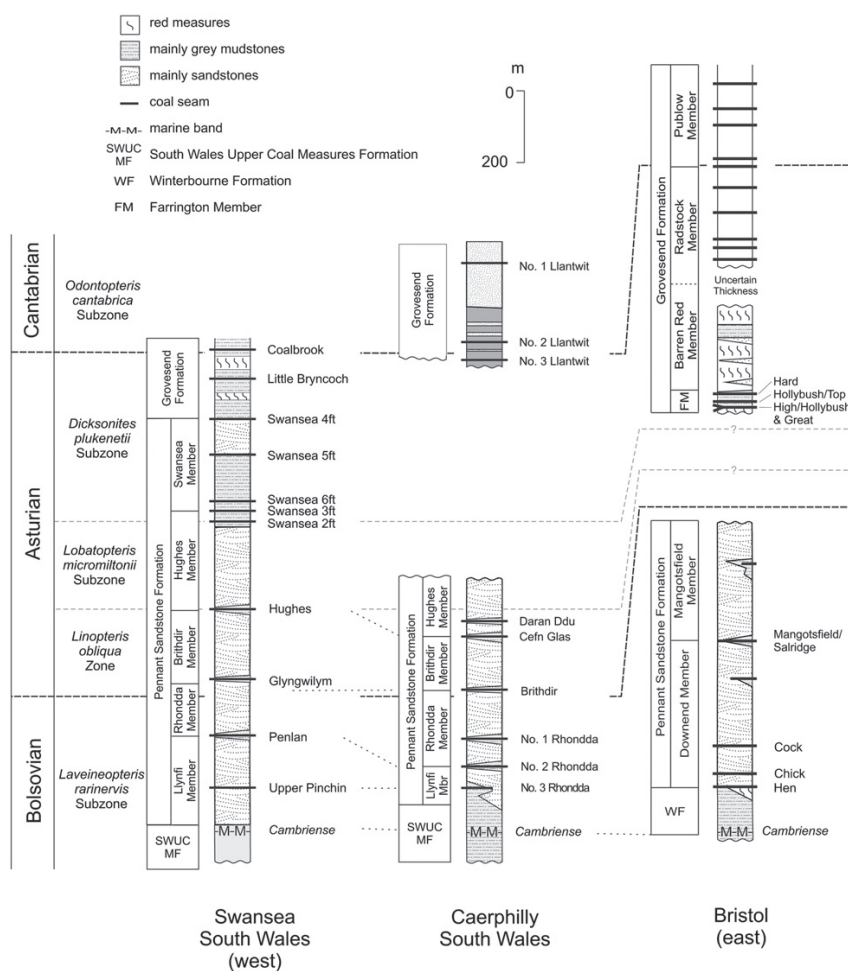 red measures
mainly grey mudstones
mainly sandstones
coal seam
-M-M- marine band
SWUC
MF
South Wales Upper Coal Measures Formation
WF Winterbourne Formation
FM Farrington Member
m
0
200
Cantabrian
Asturian
Bolsovian
Odontopteris
cantabrica
Subzone
Dicksonites
plukenetii
Subzone
Lobatopteris
micromiltonii
Subzone
Linopteris
obliqua
Zone
Laveineopteris
rarinervis
Subzone
Grovesend
Formation
Pennant Sandstone Formation
Swansea
Member
Hughes
Member
Brithdir
Member
Rhondda
Member
Llynfi
Member
SWUC
MF
M-M
Coalbrook
Little Bryncoch
Swansea 4ft
Swansea 5ft
Swansea 6ft
Swansea 3ft
Swansea 2ft
Hughes
Glyngwilym
Penlan
Upper Pinchin
Cambriense
Grovesend
Formation
No. 1 Llantwit
No. 2 Llantwit
No. 3 Llantwit
Pennant Sandstone Formation
Hughes
Member
Brithdir
Member
Rhondda
Member
Llynfi
Mbr
SWUC
MF
M-M
Daran Ddu
Cefn Glas
Brithdir
No. 1 Rhondda
No. 2 Rhondda
No. 3 Rhondda
Cambriense
Grovesend Formation
Publow
Member
Radstock
Member
Barren Red
Member
FM
Uncertain
Thickness
Hard
Hollybush/Top
High/Hollybush
& Great
?
?
Pennant Sandstone Formation
Mangotsfield
Member
Downend Member
WF
M-M
Mangotsfield/
Salridge
Cock
Chick
Hen
Cambriense
Swansea
South Wales
(west)
Caerphilly
South Wales
Bristol
(east)